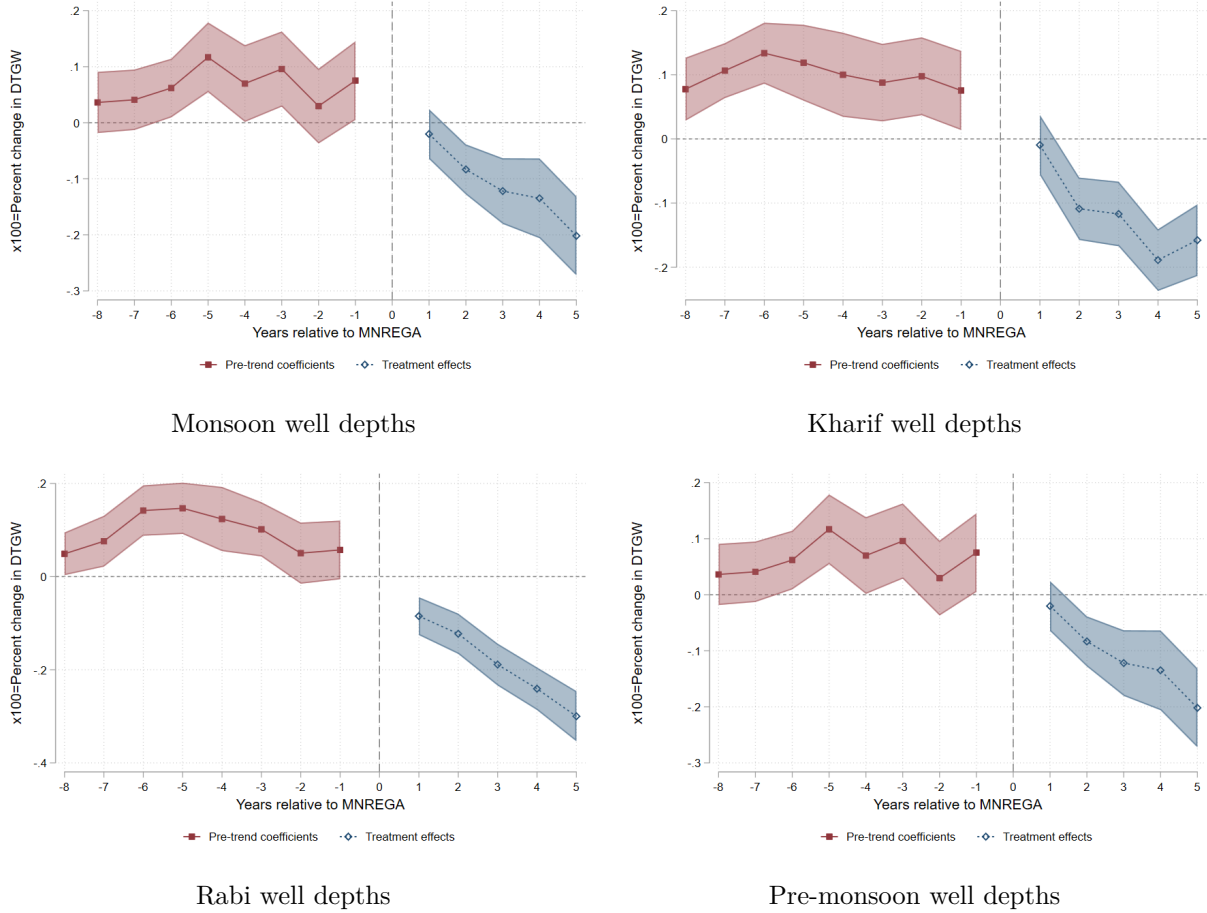 x100=Percent change in DTGW
.2
.1
0
-.1
-.2
-.3
-8 -7 -6 -5 -4 -3 -2 -1 0 1 2 3 4 5
Years relative to MNREGA
Pre-trend coefficients Treatment effects
Monsoon well depths
x100=Percent change in DTGW
.2
.1
0
-.1
-.2
-8 -7 -6 -5 -4 -3 -2 -1 0 1 2 3 4 5
Years relative to MNREGA
Pre-trend coefficients Treatment effects
Kharif well depths
x100=Percent change in DTGW
.2
0
-.2
-.4
-8 -7 -6 -5 -4 -3 -2 -1 0 1 2 3 4 5
Years relative to MNREGA
Pre-trend coefficients Treatment effects
Rabi well depths
x100=Percent change in DTGW
.2
.1
0
-.1
-.2
-.3
-8 -7 -6 -5 -4 -3 -2 -1 0 1 2 3 4 5
Years relative to MNREGA
Pre-trend coefficients Treatment effects
Pre-monsoon well depths